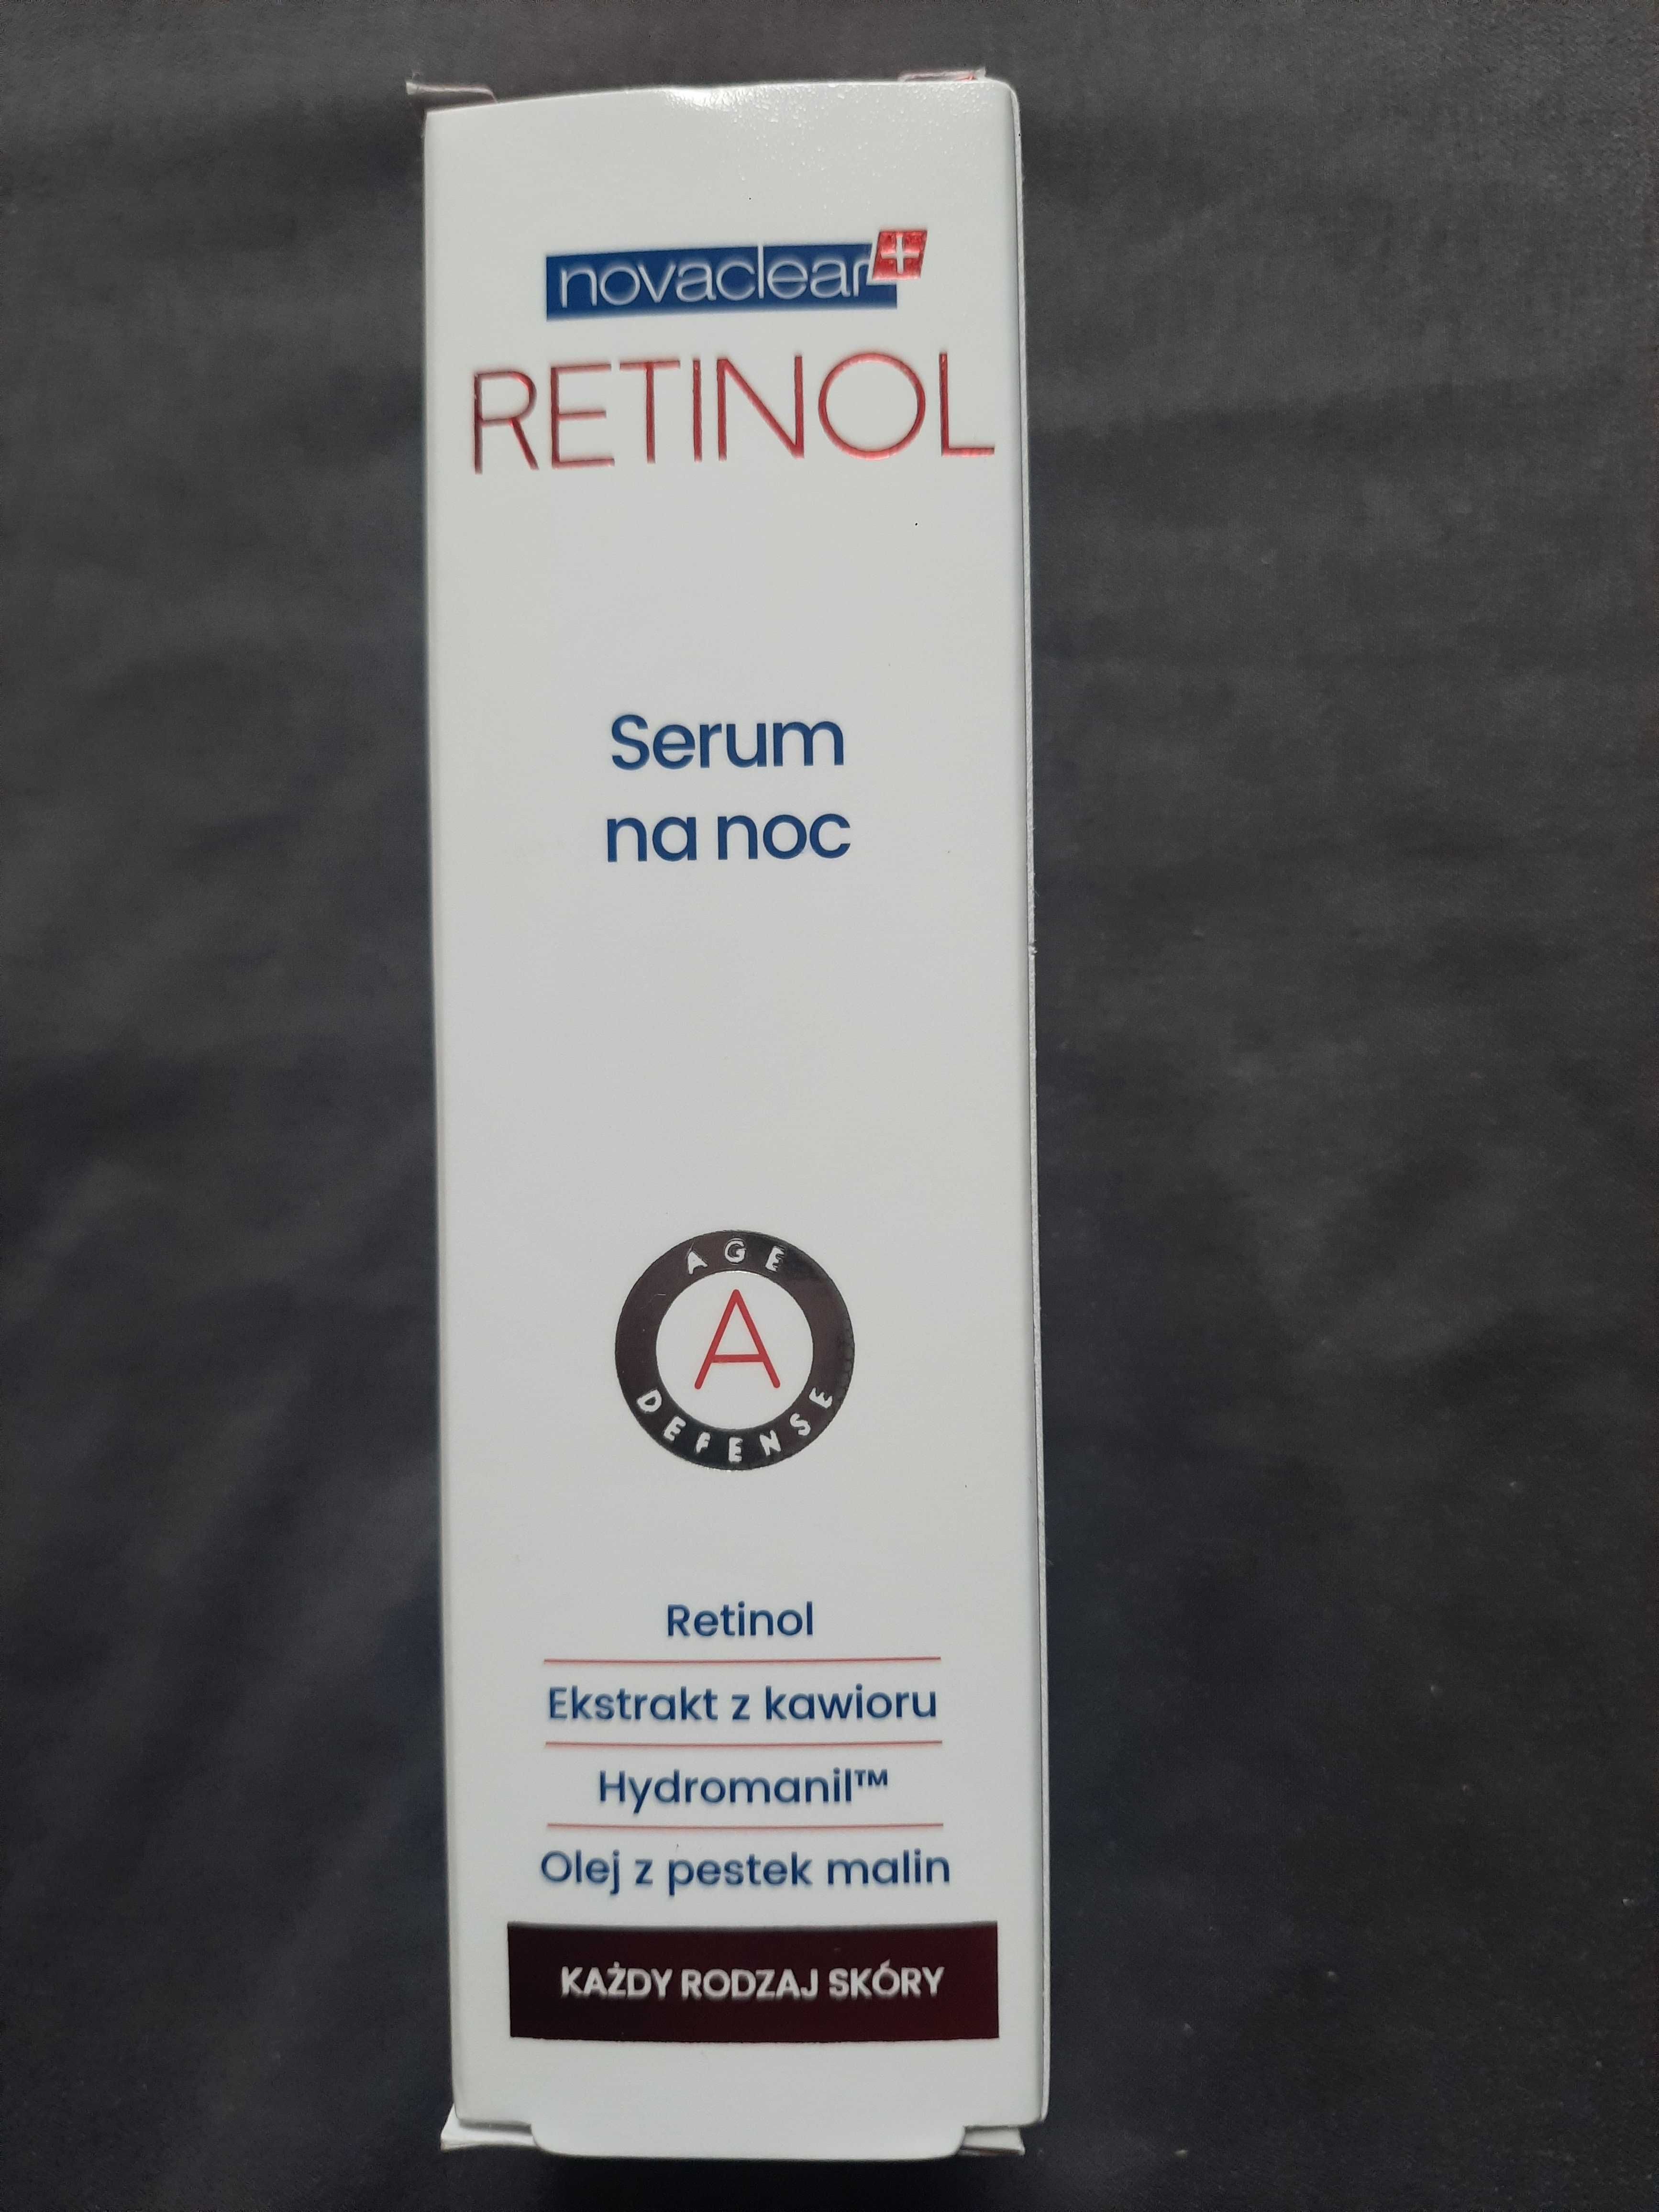 novaclear+
RETINOL
Serum
na noc
AGE
A
DEFENSE
Retinol
Ekstrakt z kawioru
Hydromanil™
Olej z pestek malin
KAŻDY RODZAJ SKÓRY